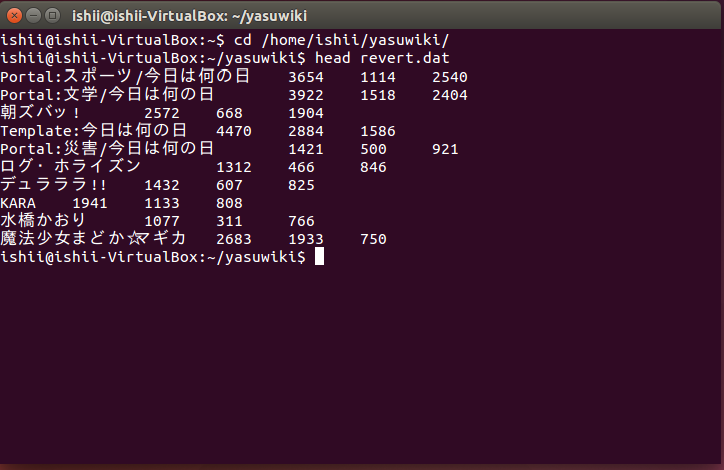 ishii@ishii-VirtualBox: ~/yasuwiki
ishii@ishii-VirtualBox:~$ cd /home/ishii/yasuwiki/
ishii@ishii-VirtualBox:~/yasuwiki$ head revert.dat
Portal:スポーツ/今日は何の日 3654 1114 2540
Portal:文学/今日は何の日 3922 1518 2404
朝ズバッ! 2572 668 1904
Template:今日は何の日 4470 2884 1586
Portal:災害/今日は何の日 1421 500 921
ログ・ホライズン 1312 466 846
デュラララ!! 1432 607 825
KARA 1941 1133 808
水橋かおり 1077 311 766
魔法少女まどか☆マギカ 2683 1933 750
ishii@ishii-VirtualBox:~/yasuwiki$